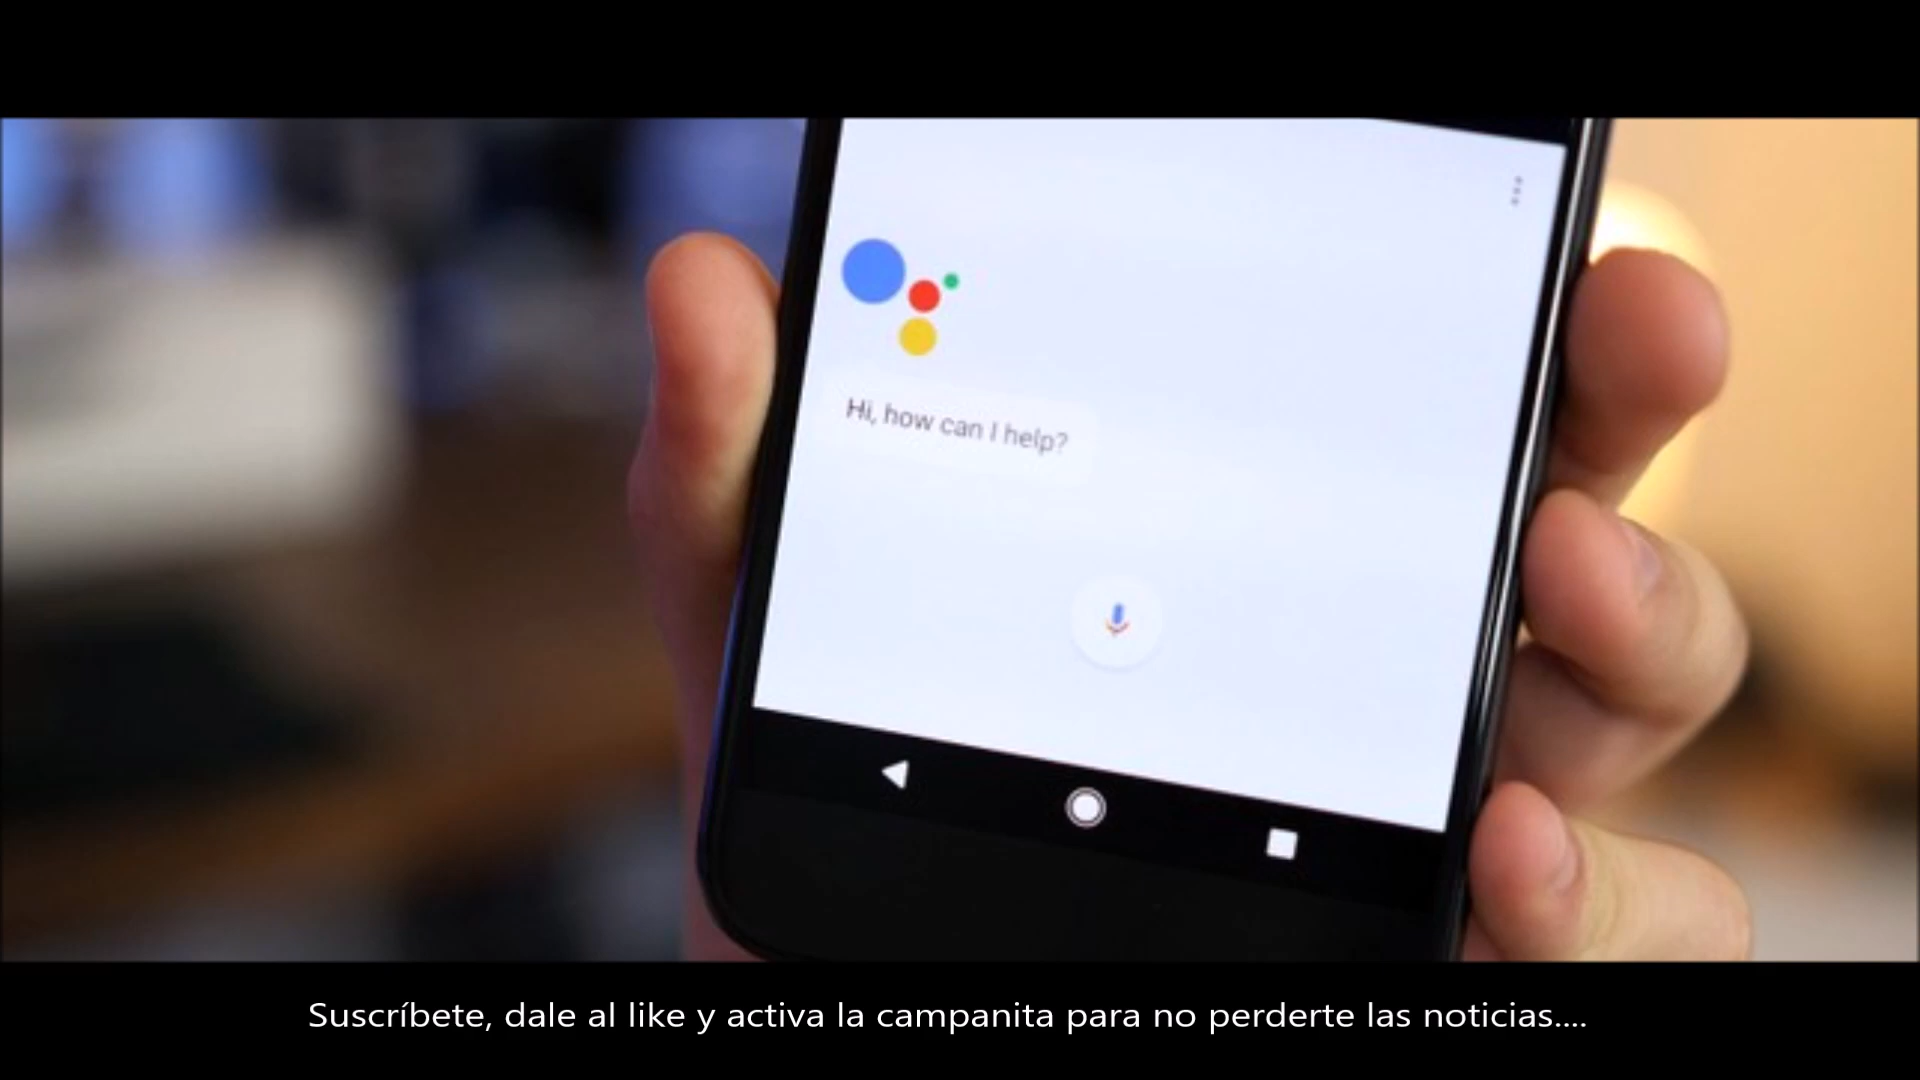 Hi, how can I help?
Suscríbete, dale al like y activa la campanita para no perderte las noticias....